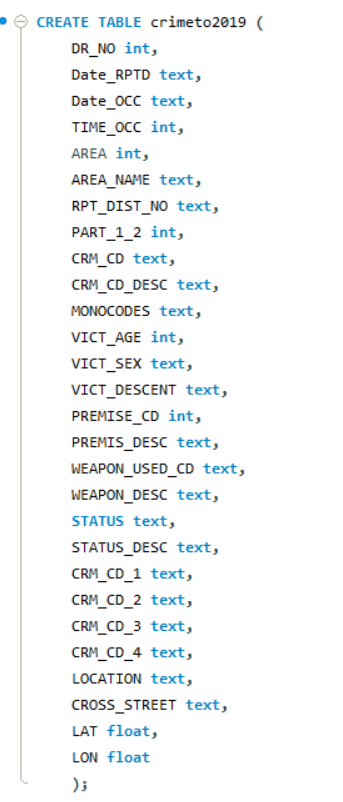 CREATE TABLE crimeto2019 (
DR_NO int,
Date_RPTD text,
Date_OCC text,
TIME_OCC int,
AREA int,
AREA_NAME text,
RPT_DIST_NO text,
PART_1_2 int,
CRM_CD text,
CRM_CD_DESC text,
MONOCODES text,
VICT_AGE int,
VICT_SEX text,
VICT_DESCENT text,
PREMISE_CD int,
PREMIS_DESC text,
WEAPON_USED_CD text,
WEAPON_DESC text,
STATUS text,
STATUS_DESC text,
CRM_CD_1 text,
CRM_CD_2 text,
CRM_CD_3 text,
CRM_CD_4 text,
LOCATION text,
CROSS_STREET text,
LAT float,
LON float
);